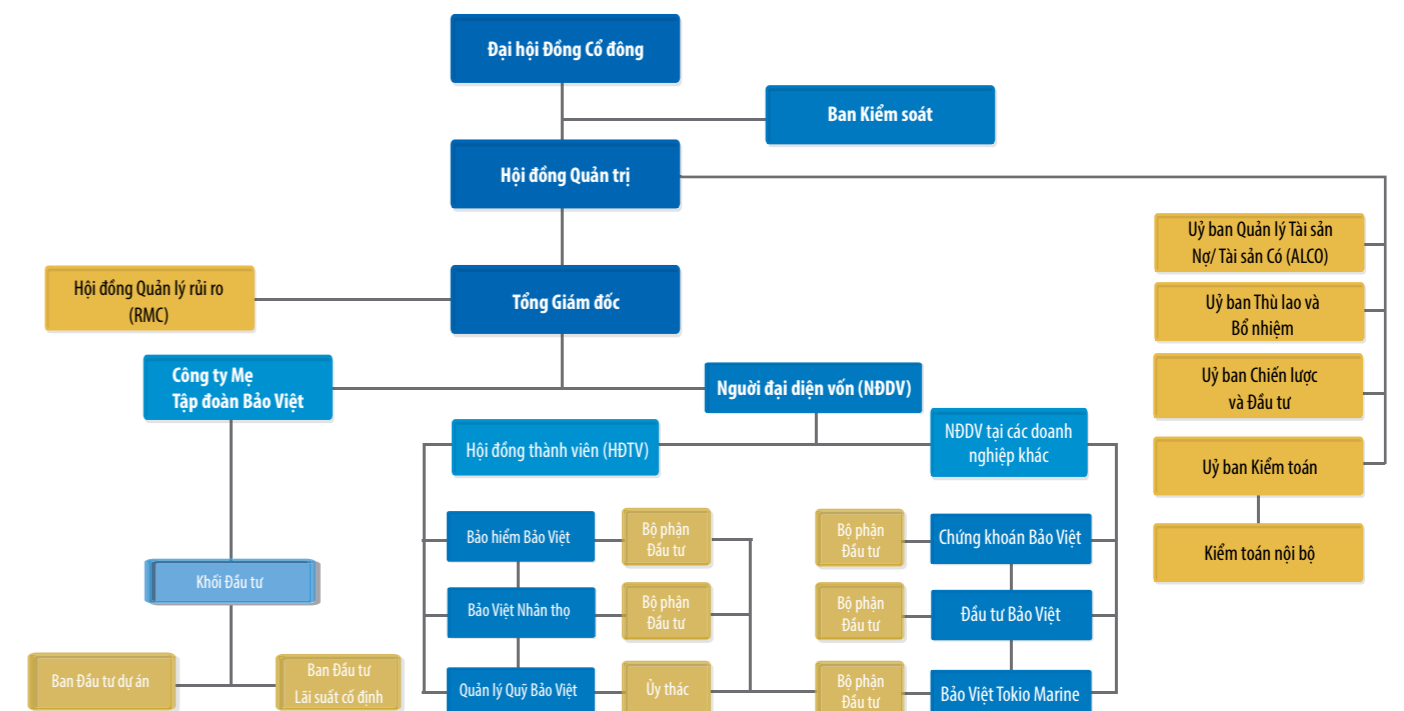 Đại hội Đồng Cổ đông
Ban Kiểm soát
Hội đồng Quản trị
Uỷ ban Quản lý Tài sản
Nợ/ Tài sản Có (ALCO)
Hội đồng Quản lý rủi ro
(RMC)
Tổng Giám đốc
Uỷ ban Thù lao và
Bổ nhiệm
Công ty Mẹ
Tập đoàn Bảo Việt
Người đại diện vốn (NĐDV)
Uỷ ban Chiến lược
và Đầu tư
Hội đồng thành viên (HĐTV)
NĐDV tại các doanh
nghiệp khác
Uỷ ban Kiểm toán
Bảo hiểm Bảo Việt
Bộ phận
Đầu tư
Bộ phận
Đầu tư
Chứng khoán Bảo Việt
Kiểm toán nội bộ
Khối Đầu tư
Bảo Việt Nhân thọ
Bộ phận
Đầu tư
Bộ phận
Đầu tư
Đầu tư Bảo Việt
Ban Đầu tư dự án
Ban Đầu tư
Lãi suất cố định
Quản lý Quỹ Bảo Việt
Ủy thác
Bộ phận
Đầu tư
Bảo Việt Tokio Marine